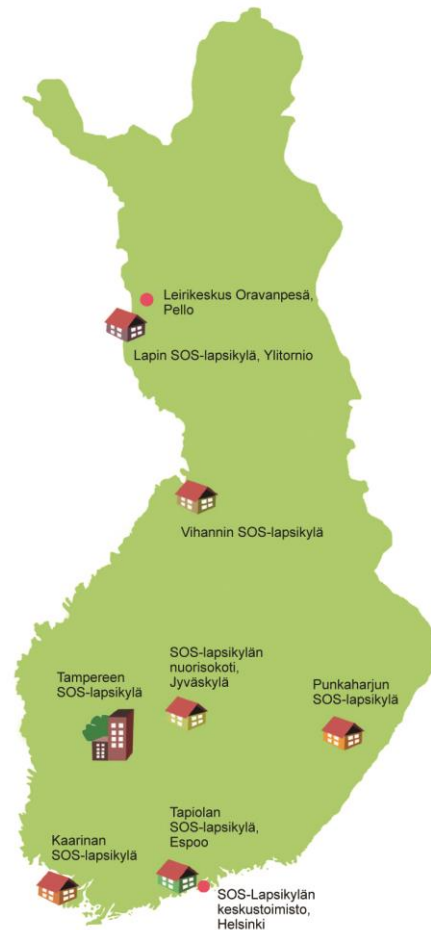 Leirikeskus Oravanpesä,
Pello
Lapin SOS-lapsikylä, Ylitornio
Vihannin SOS-lapsikylä
SOS-lapsikylän
nuorisokoti,
Jyväskylä
Tampereen
SOS-lapsikylä
Punkaharjun
SOS-lapsikylä
Tapiolan
SOS-lapsikylä,
Espoo
Kaarinan
SOS-lapsikylä
SOS-Lapsikylän
keskustoimisto,
Helsinki